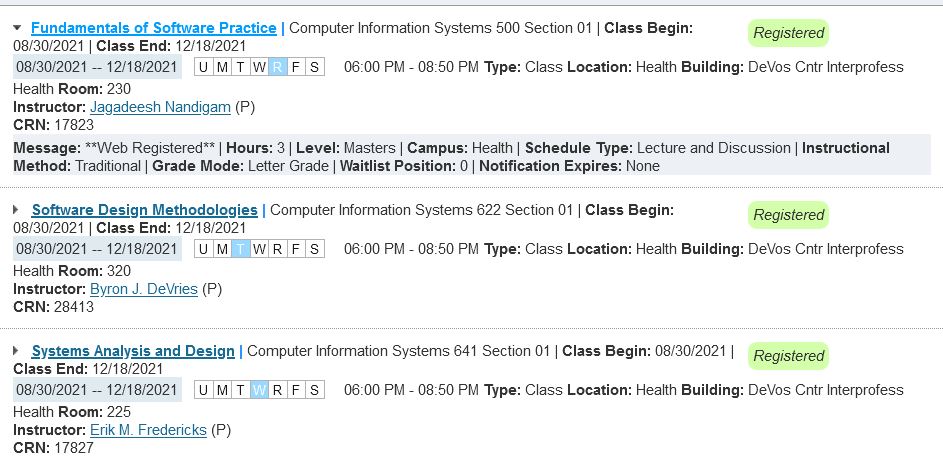 Fundamentals of Software Practice | Computer Information Systems 500 Section 01 | Class Begin: Registered
08/30/2021 | Class End: 12/18/2021
08/30/2021 -- 12/18/2021 U M T W R F S 06:00 PM - 08:50 PM Type: Class Location: Health Building: DeVos Cntr Interprofess
Health Room: 230
Instructor: Jagadeesh Nandigam (P)
CRN: 17823
Message: **Web Registered** | Hours: 3 | Level: Masters | Campus: Health | Schedule Type: Lecture and Discussion | Instructional
Method: Traditional | Grade Mode: Letter Grade | Waitlist Position: 0 | Notification Expires: None
Software Design Methodologies | Computer Information Systems 622 Section 01 | Class Begin: Registered
08/30/2021 | Class End: 12/18/2021
08/30/2021 -- 12/18/2021 U M T W R F S 06:00 PM - 08:50 PM Type: Class Location: Health Building: DeVos Cntr Interprofess
Health Room: 320
Instructor: Byron J. DeVries (P)
CRN: 28413
Systems Analysis and Design | Computer Information Systems 641 Section 01 | Class Begin: 08/30/2021 | Registered
Class End: 12/18/2021
08/30/2021 -- 12/18/2021 U M T W R F S 06:00 PM - 08:50 PM Type: Class Location: Health Building: DeVos Cntr Interprofess
Health Room: 225
Instructor: Erik M. Fredericks (P)
CRN: 17827